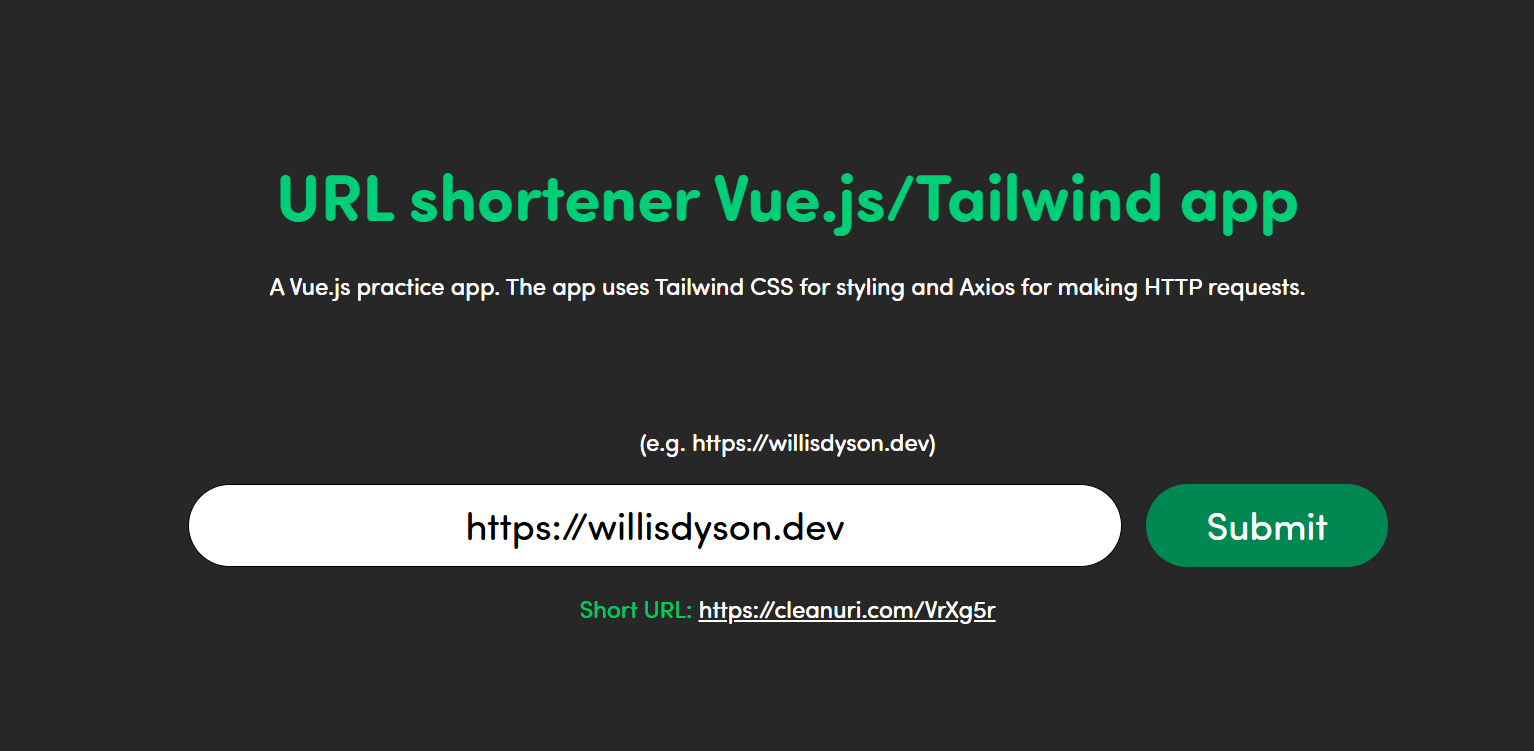 URL shortener Vue.js/Tailwind app
A Vue.js practice app. The app uses Tailwind CSS for styling and Axios for making HTTP requests.
(e.g. https://willisdyson.dev)
https://willisdyson.dev
Submit
Short URL: https://cleanuri.com/VrXg5r